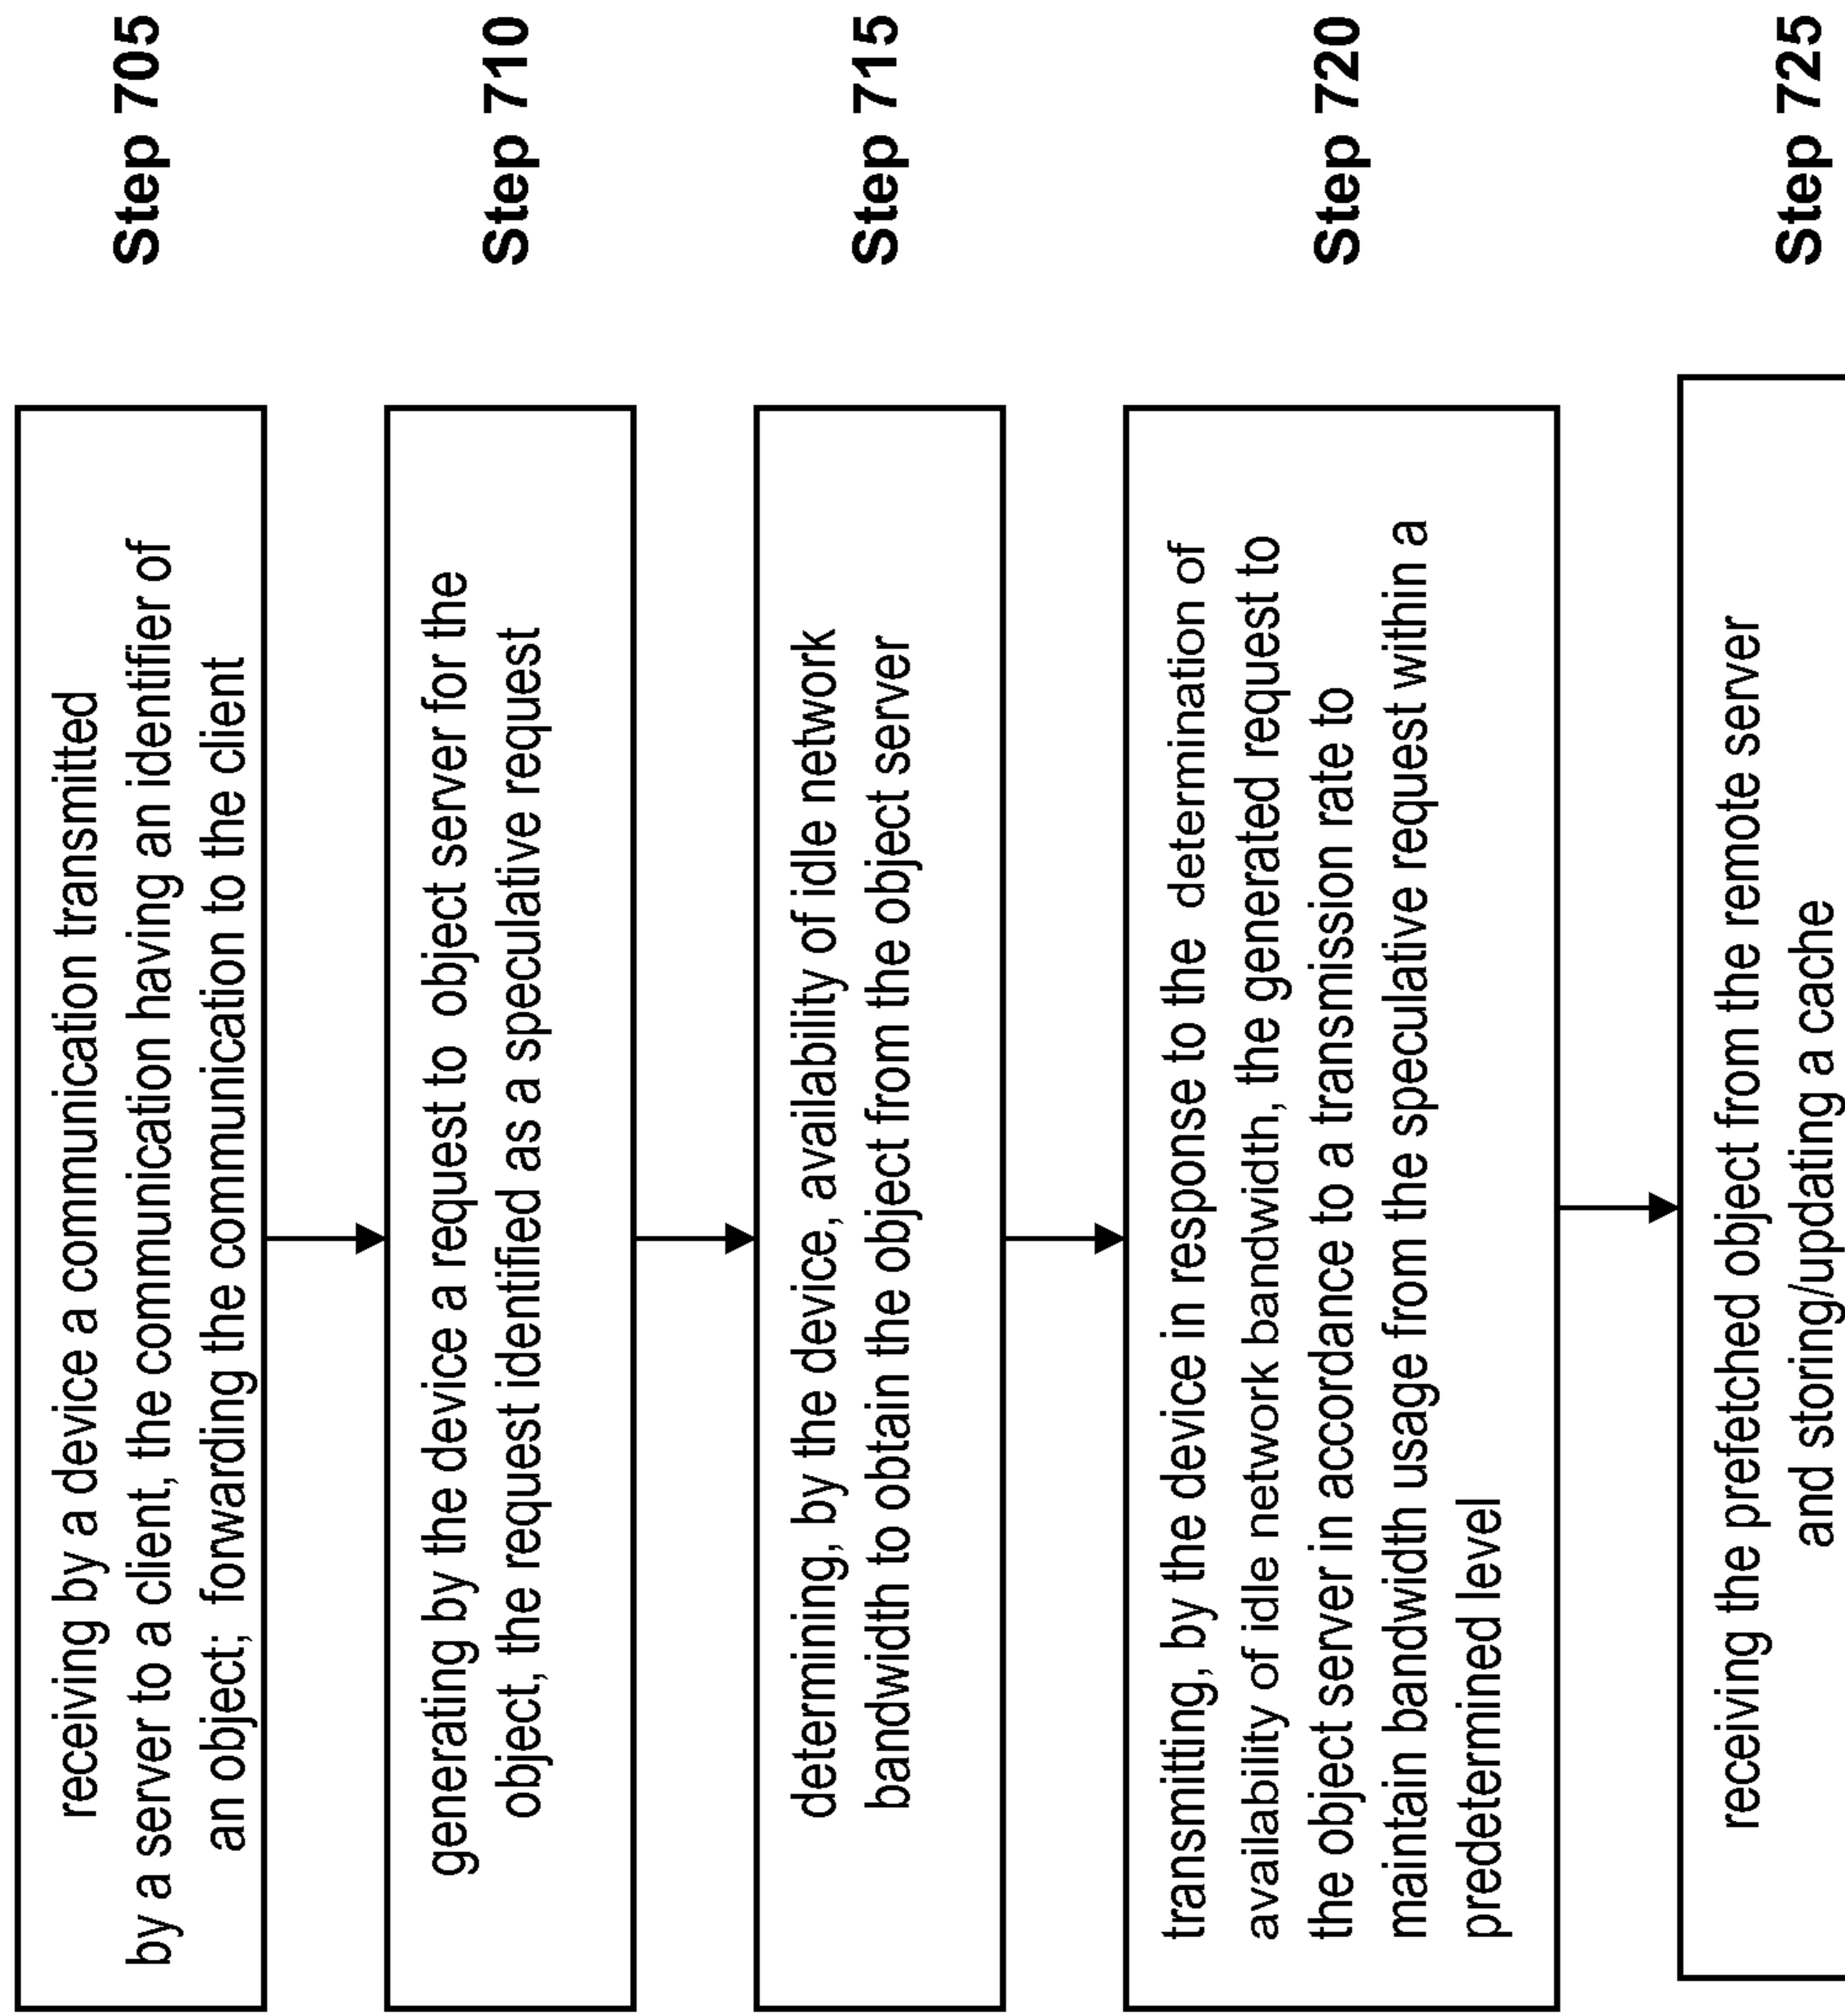 receiving by a device a communication transmitted
by a server to a client, the communication having an identifier of
an object; forwarding the communication to the client
Step 705
generating by the device a request to object server for the
object, the request identified as a speculative request
Step 710
determining, by the device, availability of idle network
bandwidth to obtain the object from the object server
Step 715
transmitting, by the device in response to the determination of
availability of idle network bandwidth, the generated request to
the object server in accordance to a transmission rate to
maintain bandwidth usage from the speculative request within a
predetermined level
Step 720
receiving the prefetched object from the remote server
and storing/updating a cache
Step 725